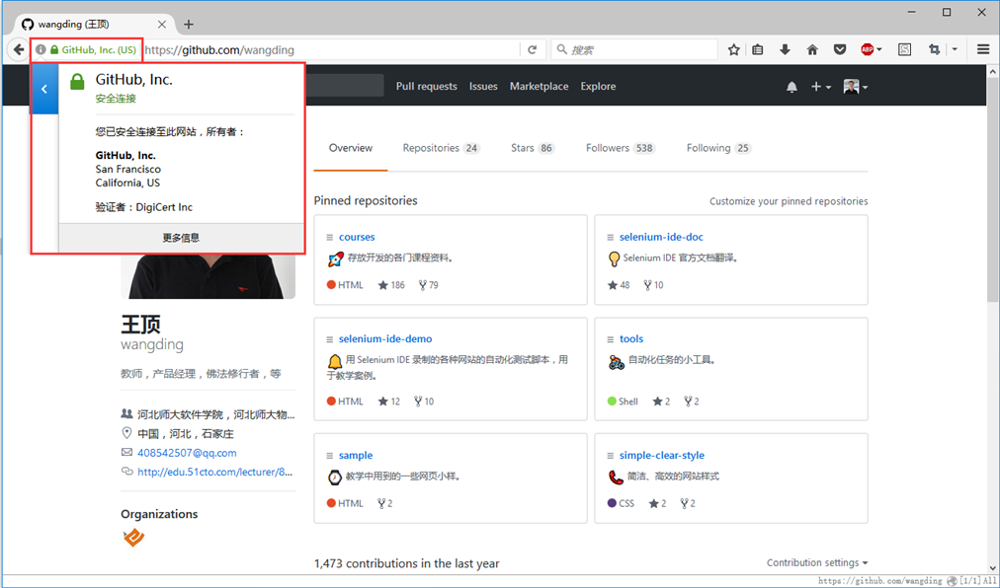 wangding (王顶)
GitHub, Inc. (US)
https://github.com/wangding
搜索
ABP
GitHub, Inc.
安全连接
您已安全连接至此网站，所有者：
GitHub, Inc.
San Francisco
California, US
验证者：DigiCert Inc
更多信息
Pull requests Issues Marketplace Explore
Overview Repositories 24 Stars 86 Followers 538 Following 25
Pinned repositories
Customize your pinned repositories
courses
存放开发的各门课程资料。
HTML 186 79
selenium-ide-doc
Selenium IDE 官方文档翻译。
48 10
selenium-ide-demo
用 Selenium IDE 录制的各种网站的自动化测试脚本，用
于教学案例。
HTML 12 10
tools
自动化任务的小工具。
Shell 2 2
sample
教学中用到的一些网页小样。
HTML 2
simple-clear-style
简洁、高效的网站样式
CSS 2 2
王顶
wangding
教师，产品经理，佛法修行者，等
河北师大软件学院，河北师大物...
中国，河北，石家庄
408542507@qq.com
http://edu.51cto.com/lecturer/8...
Organizations
1,473 contributions in the last year
Contribution settings
https://github.com/wangding [1/1] All